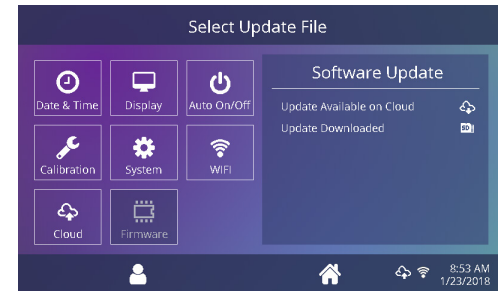 Select Update File
Date & Time
Display
Auto On/Off
Calibration
System
WIFI
Cloud
Firmware
Software Update
Update Available on Cloud
Update Downloaded
SD
8:53 AM
1/23/2018